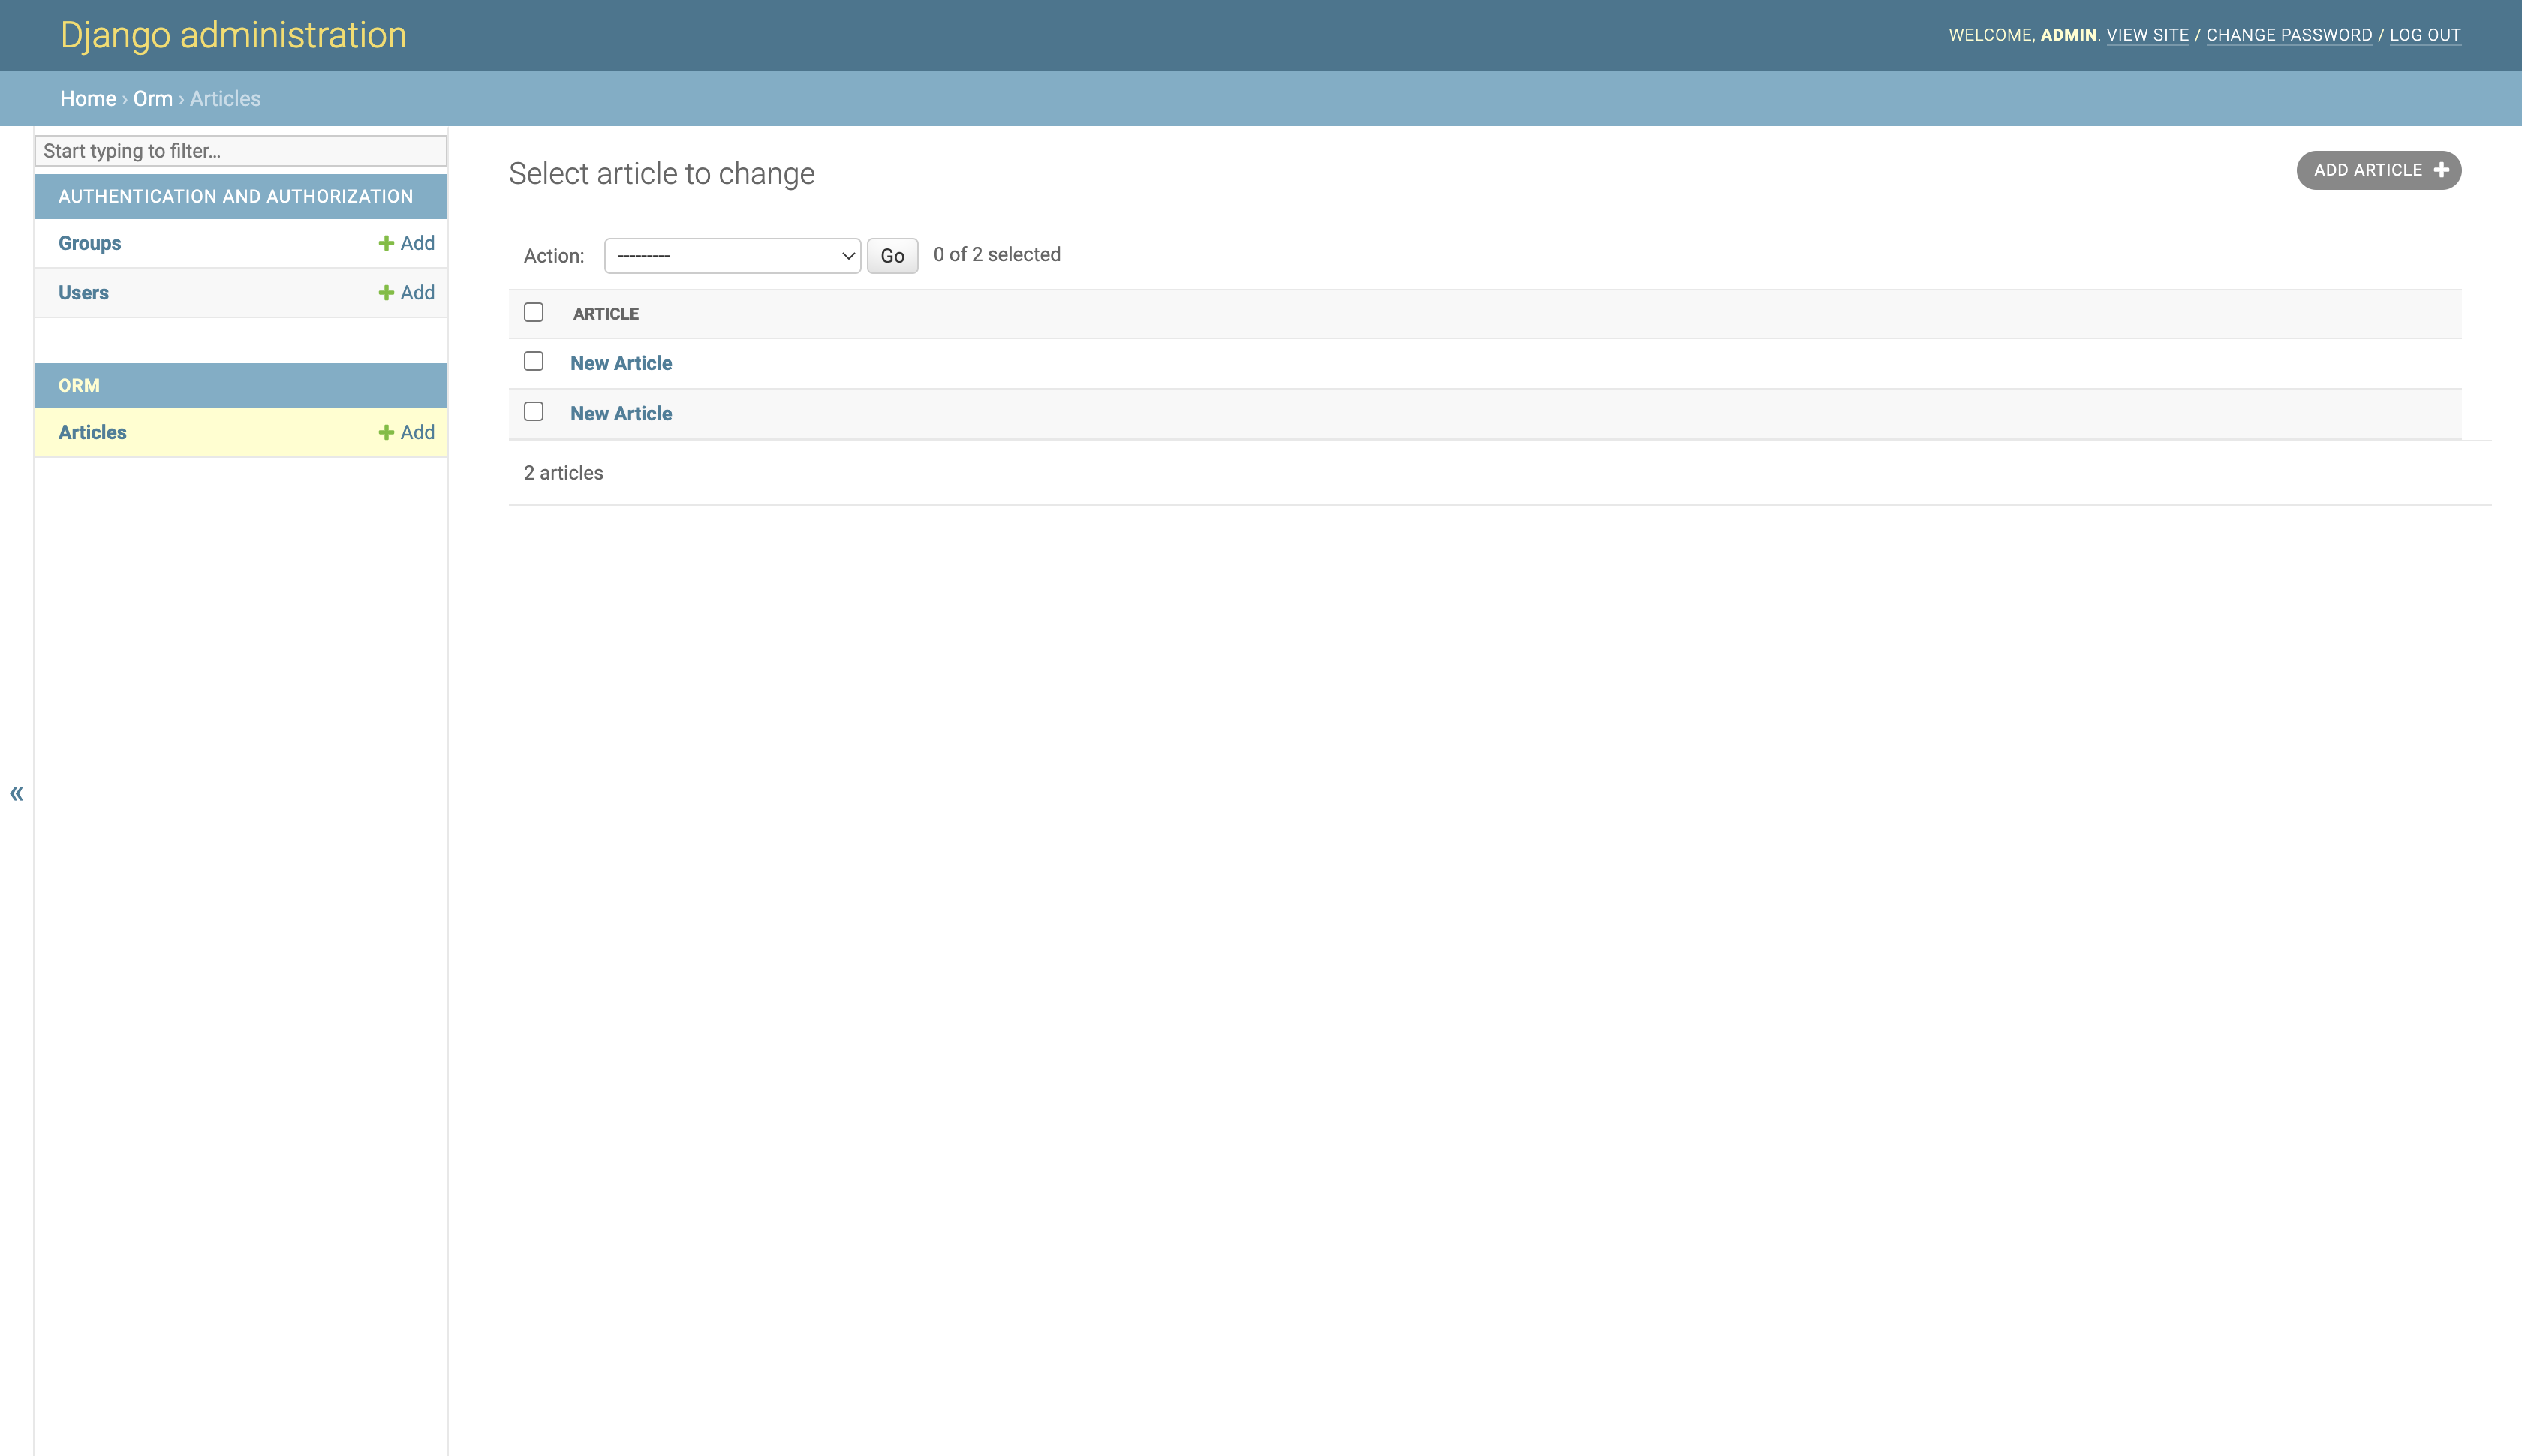 Django administration
WELCOME, ADMIN. VIEW SITE / CHANGE PASSWORD / LOG OUT
Home › Orm › Articles
Start typing to filter...
AUTHENTICATION AND AUTHORIZATION
Groups + Add
Users + Add
ORM
Articles + Add
«
Select article to change
ADD ARTICLE +
Action: --------- Go 0 of 2 selected
ARTICLE
New Article
New Article
2 articles